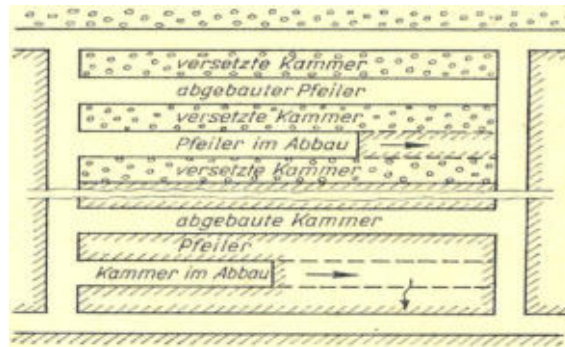 versetzte Kammer
abgebauter Pfeiler
versetzte Kammer
Pfeiler im Abbau
versetzte Kammer
abgebaute Kammer
Pfeiler
Kammer im Abbau